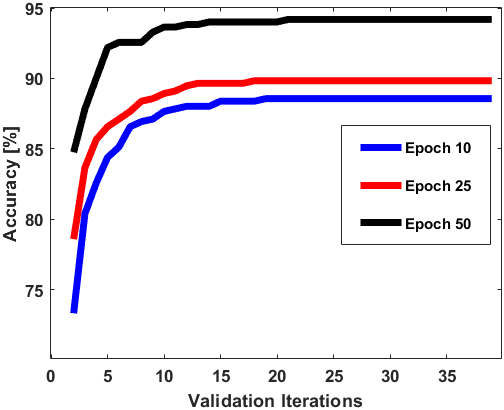 95
90
85
80
75
Accuracy [%]
Epoch 10
Epoch 25
Epoch 50
0 5 10 15 20 25 30 35
Validation Iterations